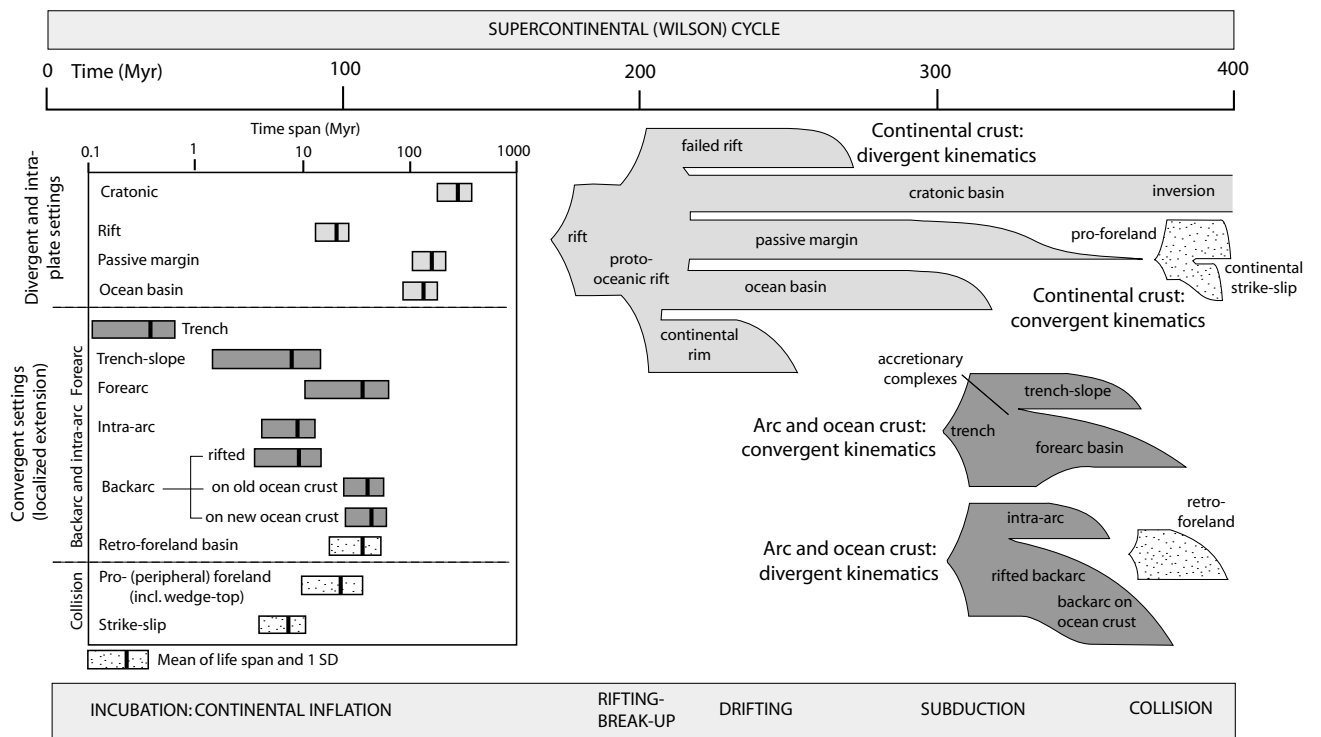 SUPERCONTINENTAL (WILSON) CYCLE
0 Time (Myr) 100 200 300 400
Time span (Myr)
0.1 1 10 100 1000
Divergent and intra-
plate settings
Cratonic
Rift
Passive margin
Ocean basin
Convergent settings
(localized extension)
Forearc
Trench
Trench-slope
Forearc
Backarc and intra-arc
Intra-arc
rifted
Backarc
on old ocean crust
on new ocean crust
Retro-foreland basin
Collision
Pro- (peripheral) foreland
(incl. wedge-top)
Strike-slip
Mean of life span and 1 SD
failed rift
Continental crust:
divergent kinematics
cratonic basin
inversion
rift
proto-
oceanic rift
passive margin
pro-foreland
continental
strike-slip
ocean basin
Continental crust:
convergent kinematics
continental
rim
accretionary
complexes
trench-slope
Arc and ocean crust:
convergent kinematics
trench
forearc basin
retro-
foreland
intra-arc
Arc and ocean crust:
divergent kinematics
rifted backarc
backarc on
ocean crust
INCUBATION: CONTINENTAL INFLATION
RIFTING-
BREAK-UP
DRIFTING
SUBDUCTION
COLLISION